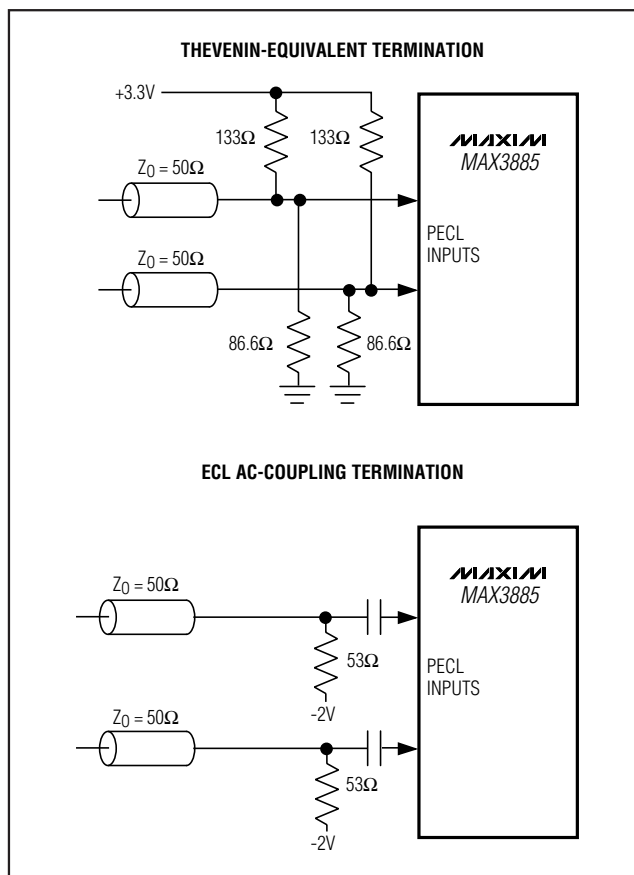 THEVENIN-EQUIVALENT TERMINATION
+3.3V
133Ω 133Ω
MAXIM
MAX3885
Z0 = 50Ω
PECL
INPUTS
Z0 = 50Ω
86.6Ω 86.6Ω
ECL AC-COUPLING TERMINATION
MAXIM
MAX3885
Z0 = 50Ω
53Ω
PECL
INPUTS
-2V
Z0 = 50Ω
53Ω
-2V